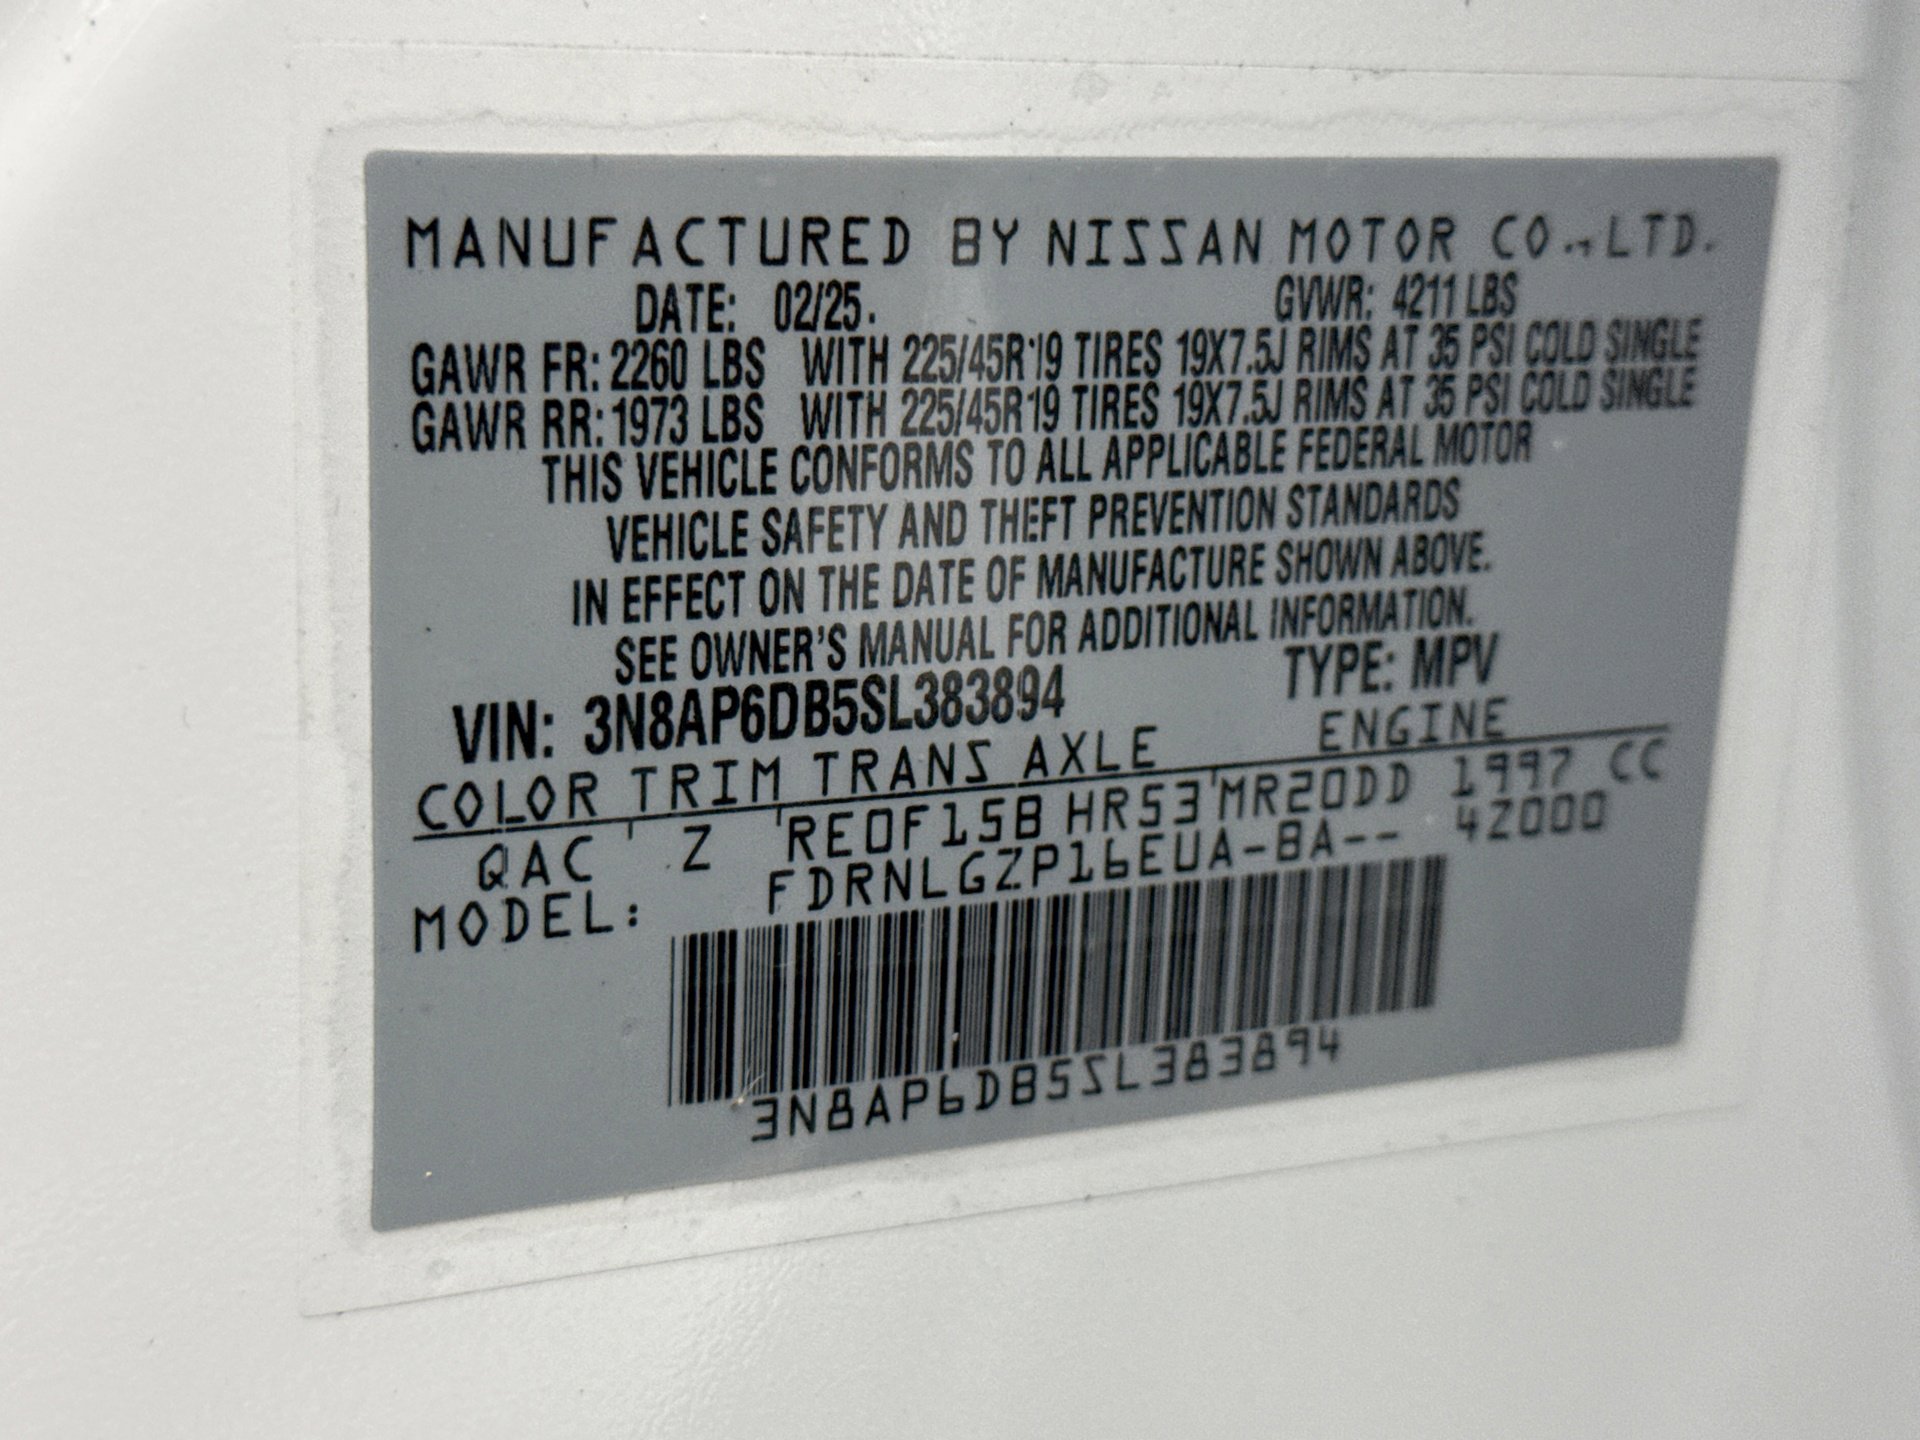 MANUFACTURED BY NISSAN MOTOR CO., LTD.
DATE: 02/25. GVWR: 4211 LBS
GAWR FR: 2260 LBS WITH 225/45R19 TIRES 19X7.5J RIMS AT 35 PSI COLD SINGLE
GAWR RR: 1973 LBS WITH 225/45R19 TIRES 19X7.5J RIMS AT 35 PSI COLD SINGLE
THIS VEHICLE CONFORMS TO ALL APPLICABLE FEDERAL MOTOR
VEHICLE SAFETY AND THEFT PREVENTION STANDARDS
IN EFFECT ON THE DATE OF MANUFACTURE SHOWN ABOVE.
SEE OWNER'S MANUAL FOR ADDITIONAL INFORMATION.
VIN: 3N8AP6DB5SL383894 TYPE: MPV
COLOR TRIM TRANS AXLE ENGINE
QAC Z RE0F15B HR53 MR20DD 1997 CC
MODEL: FDRNLGZP16EUA-BA-- 4Z000
3N8AP6DB5SL383894